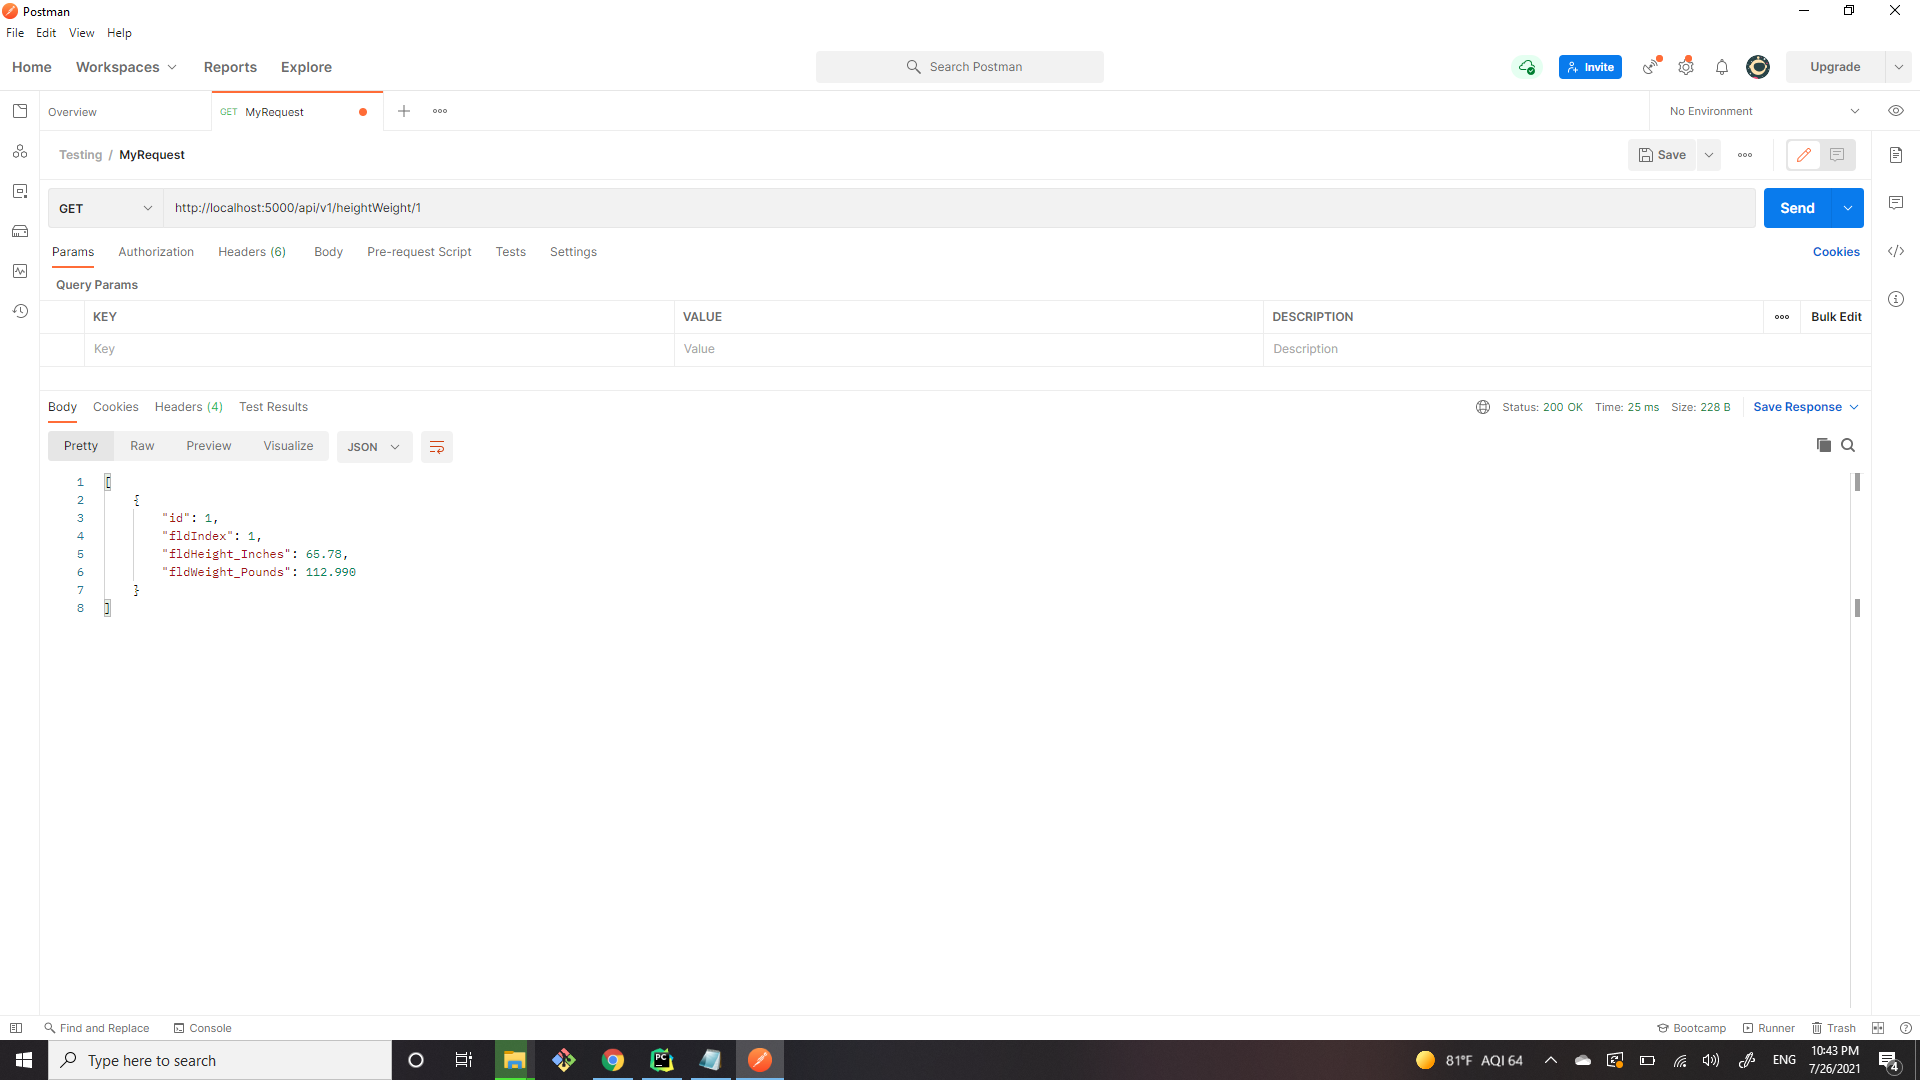 Postman
File Edit View Help
Home Workspaces Reports Explore Search Postman Invite Upgrade
Overview GET MyRequest No Environment
Testing / MyRequest Save
GET http://localhost:5000/api/v1/heightWeight/1 Send
Params Authorization Headers (6) Body Pre-request Script Tests Settings Cookies
Query Params
KEY VALUE DESCRIPTION Bulk Edit
Key Value Description
Body Cookies Headers (4) Test Results Status: 200 OK Time: 25 ms Size: 228 B Save Response
Pretty Raw Preview Visualize JSON
1 [
2 {
3 "id": 1,
4 "fldIndex": 1,
5 "fldHeight_Inches": 65.78,
6 "fldWeight_Pounds": 112.990
7 }
8 ]
Find and Replace Console Bootcamp Runner Trash
Type here to search PC 81°F AQI 64 ENG 10:43 PM
7/26/2021 4